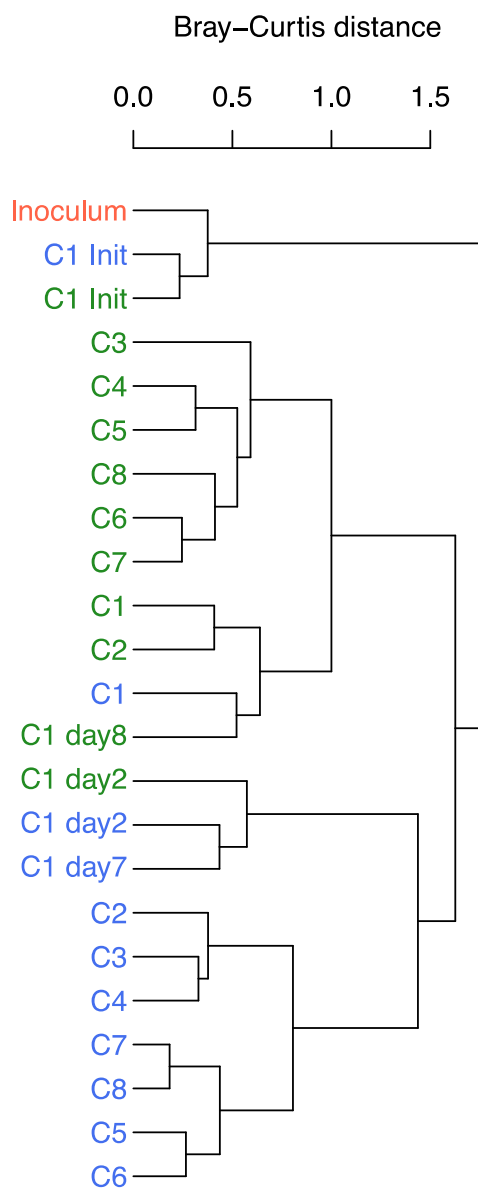 Bray−Curtis distance
0.0 0.5 1.0 1.5
Inoculum
C1 Init
C1 Init
C3
C4
C5
C8
C6
C7
C1
C2
C1
C1 day8
C1 day2
C1 day2
C1 day7
C2
C3
C4
C7
C8
C5
C6